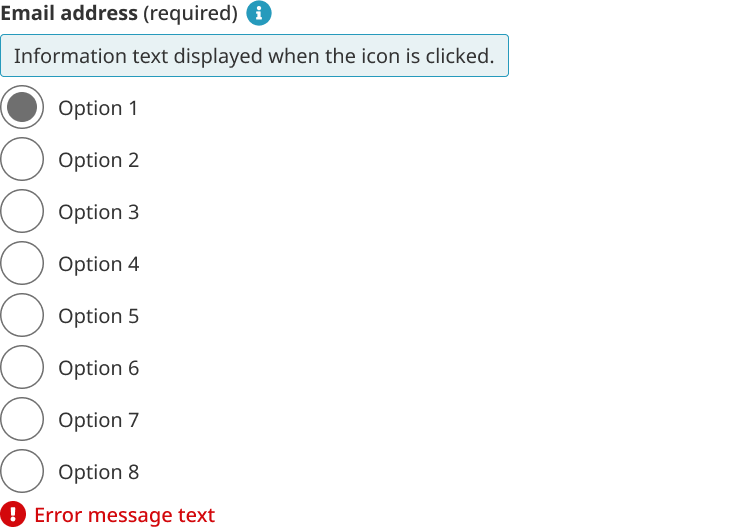 Email address (required)
Information text displayed when the icon is clicked.
Option 1
Option 2
Option 3
Option 4
Option 5
Option 6
Option 7
Option 8
Error message text